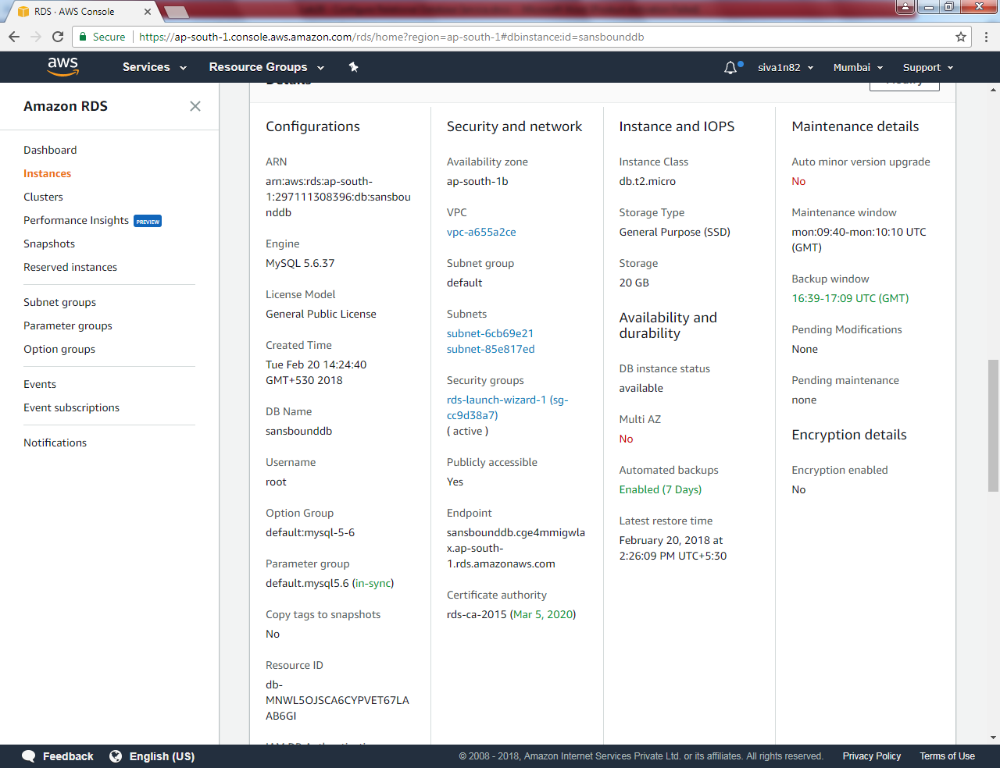 RDS · AWS Console
Secure
https://ap-south-1.console.aws.amazon.com/rds/home?region=ap-south-1#dbinstance:id=sansbounddb
aws
Services
Resource Groups
siva1n82
Mumbai
Support
Amazon RDS
Dashboard
Instances
Clusters
Performance Insights PREVIEW
Snapshots
Reserved instances
Subnet groups
Parameter groups
Option groups
Events
Event subscriptions
Notifications
Details
Modify
Configurations
ARN
arn:aws:rds:ap-south-
1:297111308396:db:sansbou
nddb
Engine
MySQL 5.6.37
License Model
General Public License
Created Time
Tue Feb 20 14:24:40
GMT+530 2018
DB Name
sansbounddb
Username
root
Option Group
default:mysql-5-6
Parameter group
default.mysql5.6 (in-sync)
Copy tags to snapshots
No
Resource ID
db-
MNWL5OJSCA6CYPVET67LA
AB6GI
Security and network
Availability zone
ap-south-1b
VPC
vpc-a655a2ce
Subnet group
default
Subnets
subnet-6cb69e21
subnet-85e817ed
Security groups
rds-launch-wizard-1 (sg-
cc9d38a7)
( active )
Publicly accessible
Yes
Endpoint
sansbounddb.cge4mmigwla
x.ap-south-
1.rds.amazonaws.com
Certificate authority
rds-ca-2015 (Mar 5, 2020)
Instance and IOPS
Instance Class
db.t2.micro
Storage Type
General Purpose (SSD)
Storage
20 GB
Availability and
durability
DB instance status
available
Multi AZ
No
Automated backups
Enabled (7 Days)
Latest restore time
February 20, 2018 at
2:26:09 PM UTC+5:30
Maintenance details
Auto minor version upgrade
No
Maintenance window
mon:09:40-mon:10:10 UTC
(GMT)
Backup window
16:39-17:09 UTC (GMT)
Pending Modifications
None
Pending maintenance
none
Encryption details
Encryption enabled
No
Feedback
English (US)
© 2008 - 2018, Amazon Internet Services Private Ltd. or its affiliates. All rights reserved.
Privacy Policy
Terms of Use